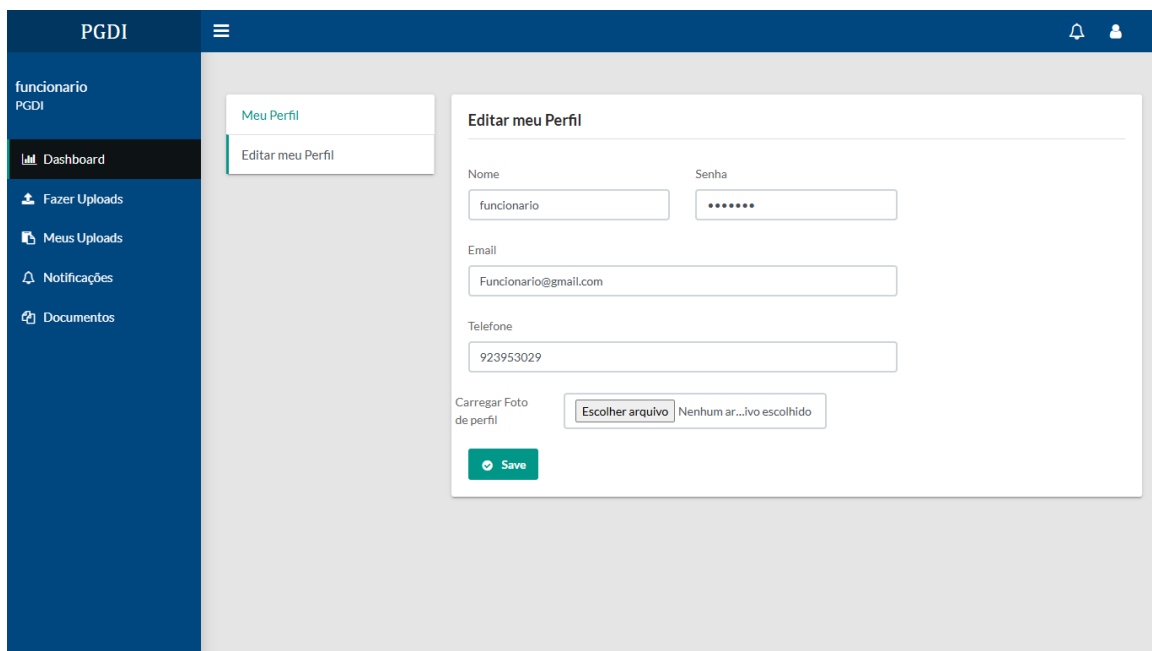 PGDI
funcionario
PGDI
Dashboard
Fazer Uploads
Meus Uploads
Notificações
Documentos
Meu Perfil
Editar meu Perfil
Editar meu Perfil
Nome Senha
funcionario •••••••
Email
Funcionario@gmail.com
Telefone
923953029
Carregar Foto
de perfil
Escolher arquivo Nenhum ar...ivo escolhido
Save